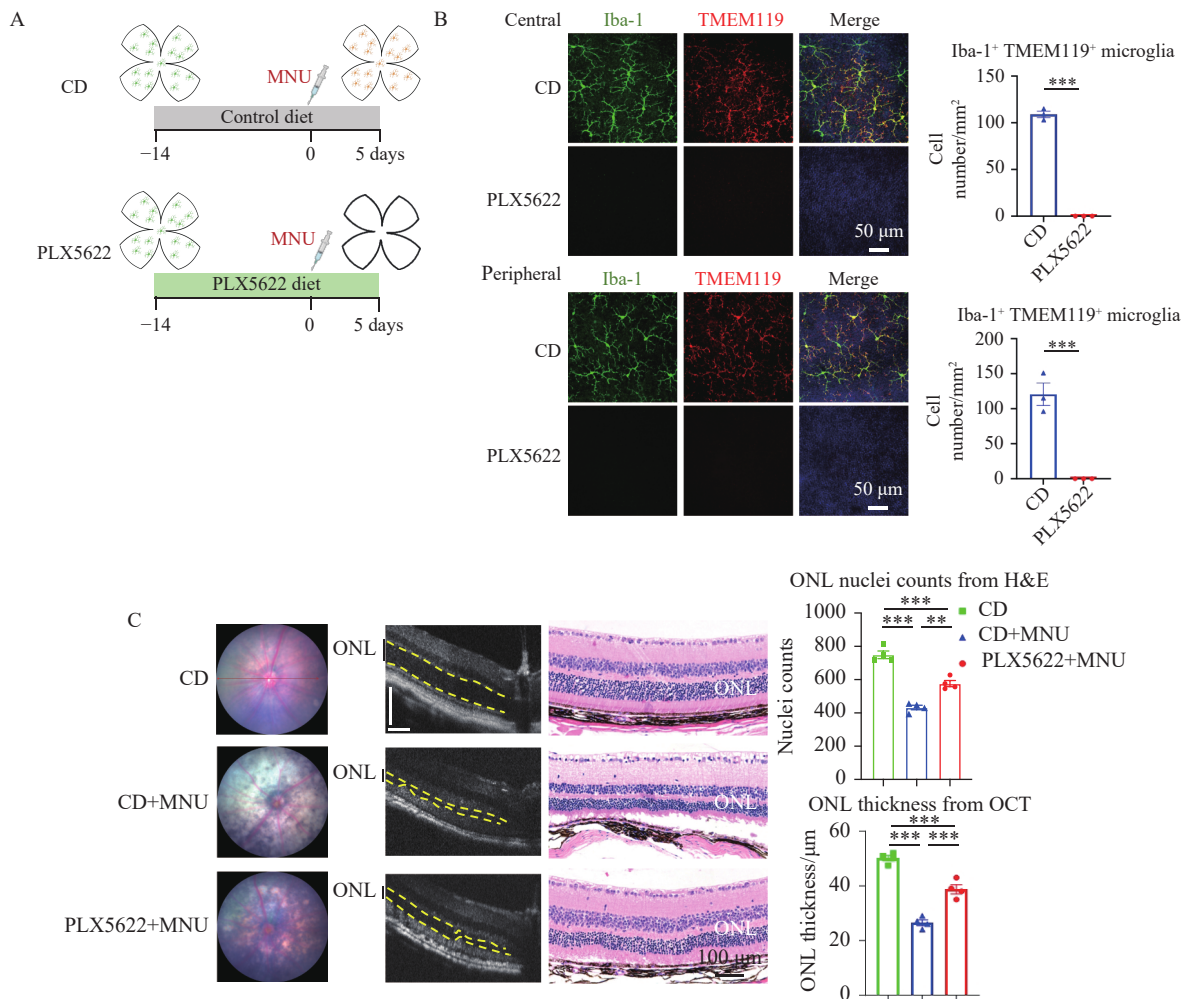 A
CD
MNU
Control diet
−14
0
5 days
PLX5622
MNU
PLX5622 diet
−14
0
5 days
B
Central
Iba-1
TMEM119
Merge
CD
PLX5622
50 μm
Iba-1⁺ TMEM119⁺ microglia
Cell
number/mm²
150
100
50
0
***
CD
PLX5622
Peripheral
Iba-1
TMEM119
Merge
CD
PLX5622
50 μm
Iba-1⁺ TMEM119⁺ microglia
Cell
number/mm²
200
150
100
50
0
***
CD
PLX5622
C
CD
ONL
ONL
CD+MNU
ONL
ONL
PLX5622+MNU
ONL
100 μm
ONL nuclei counts from H&E
Nuclei counts
1000
800
600
400
200
0
***
*** **
CD
CD+MNU
PLX5622+MNU
ONL thickness from OCT
ONL thickness/μm
60
40
20
0
***
*** ***